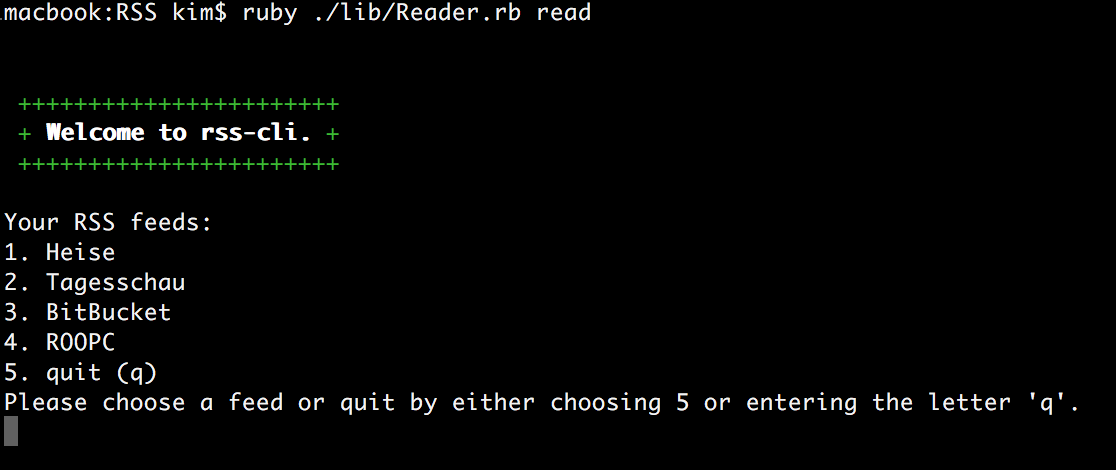 macbook:RSS kim$ ruby ./lib/Reader.rb read
+++++++++++++++++++++++
+ Welcome to rss-cli. +
+++++++++++++++++++++++
Your RSS feeds:
1. Heise
2. Tagesschau
3. BitBucket
4. ROOPC
5. quit (q)
Please choose a feed or quit by either choosing 5 or entering the letter 'q'.